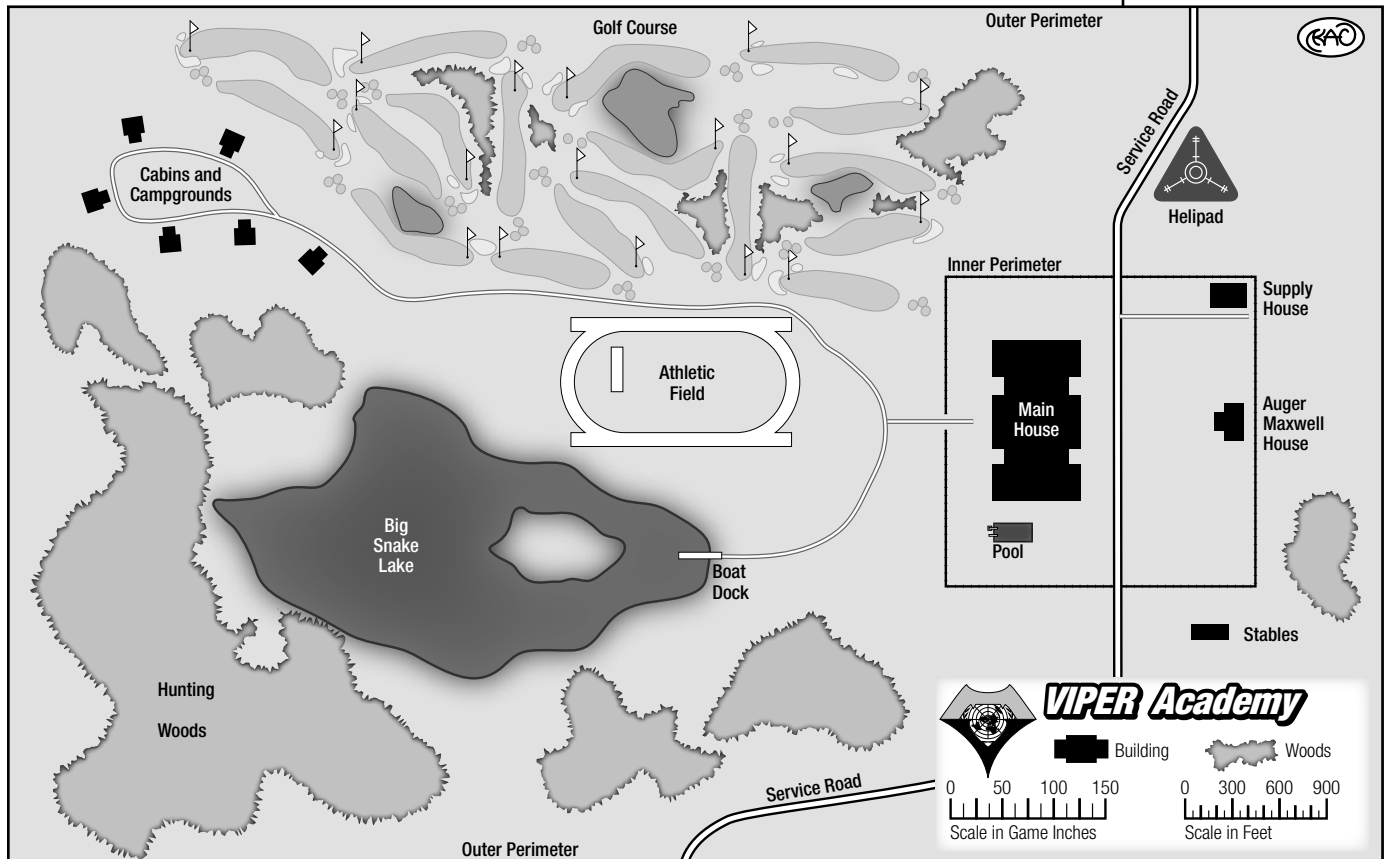 Golf Course
Outer Perimeter
Service Road
Helipad
Cabins and
Campgrounds
Inner Perimeter
Supply
House
Athletic
Field
Main
House
Auger
Maxwell
House
Big
Snake
Lake
Pool
Boat
Dock
Stables
Hunting
Woods
VIPER Academy
Building
Woods
0 50 100 150
Scale in Game Inches
0 300 600 900
Scale in Feet
Service Road
Outer Perimeter